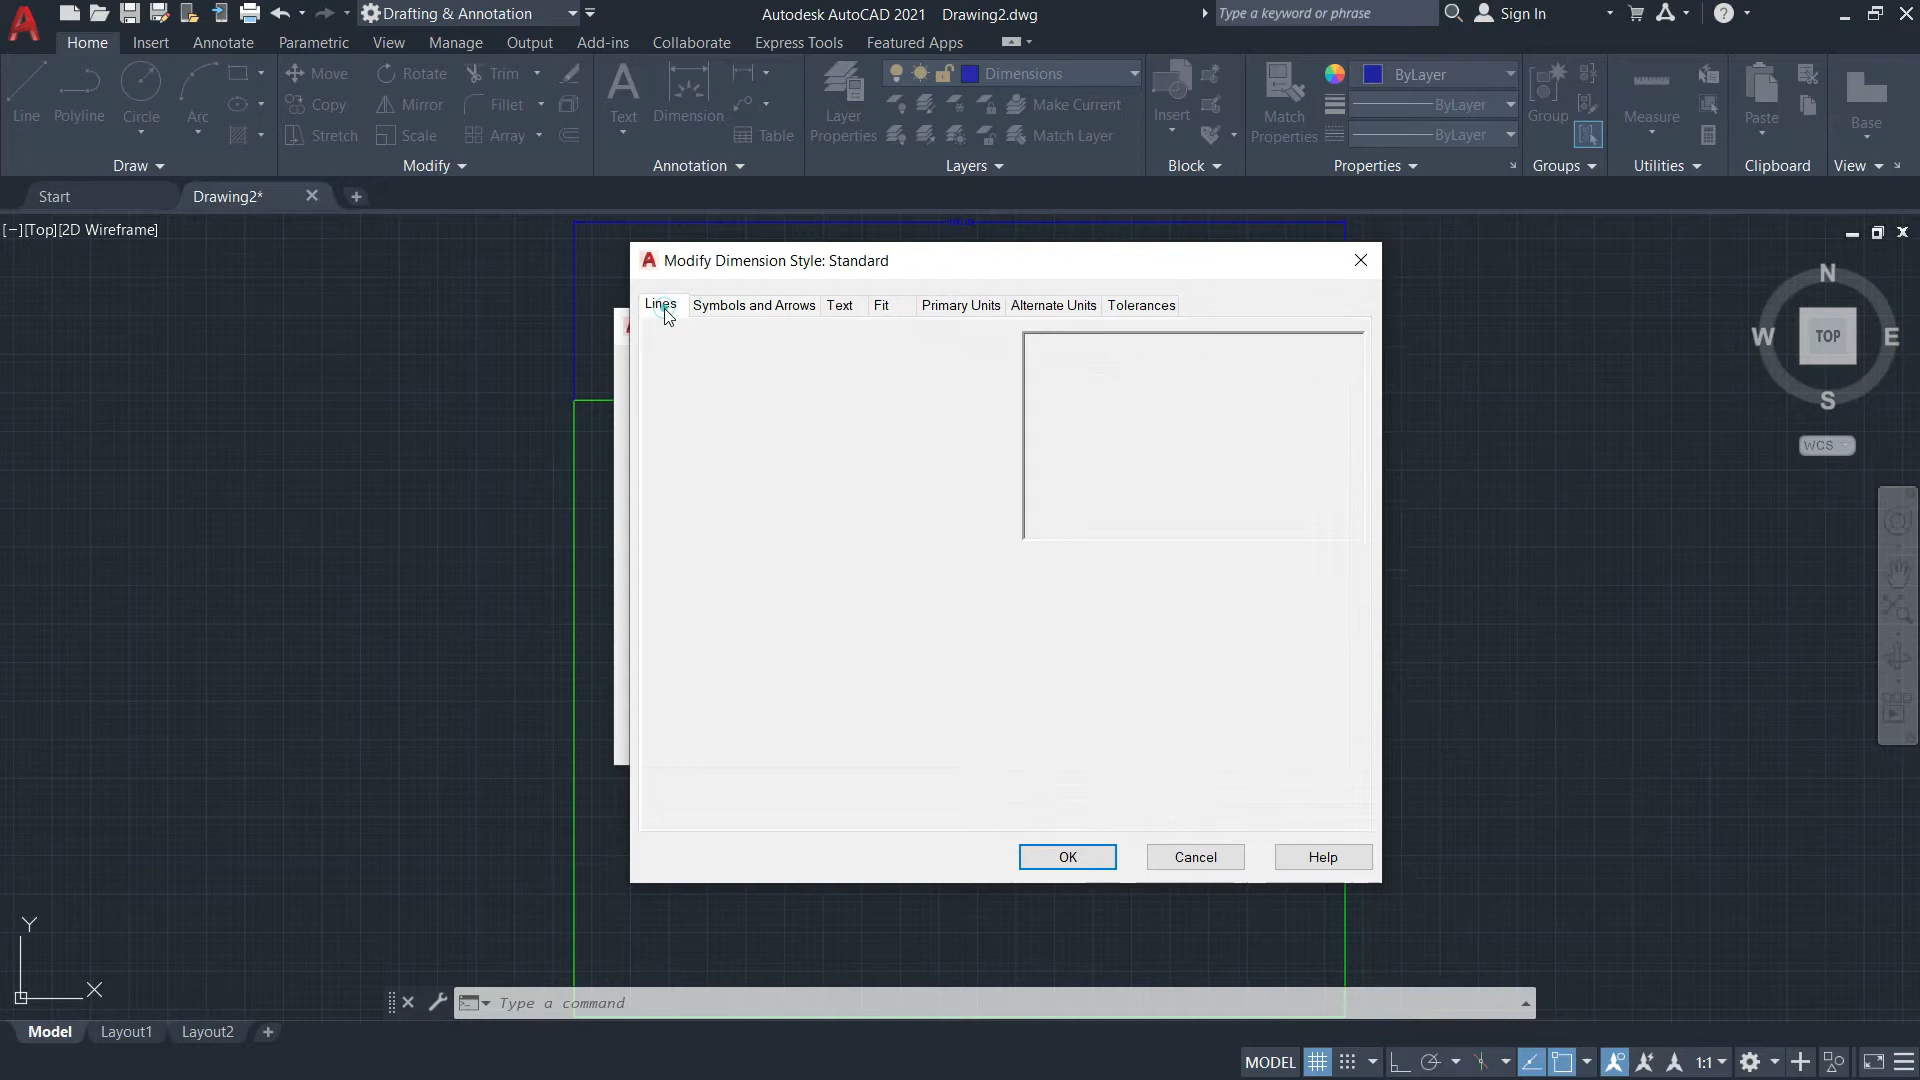 Drafting & Annotation
Autodesk AutoCAD 2021 Drawing2.dwg
Type a keyword or phrase
Sign In
Home Insert Annotate Parametric View Manage Output Add-ins Collaborate Express Tools Featured Apps
Line Polyline Circle Arc
Move Rotate Trim
Copy Mirror Fillet
Stretch Scale Array
Text Dimension Table
Layer Properties
Dimensions
Make Current
Match Layer
Insert
Match Properties
ByLayer
ByLayer
ByLayer
Group
Measure
Paste
Base
Draw Modify Annotation Layers Block Properties Groups Utilities Clipboard View
Start Drawing2* +
[−][Top][2D Wireframe]
N
W TOP E
S
WCS
Modify Dimension Style: Standard
Lines Symbols and Arrows Text Fit Primary Units Alternate Units Tolerances
OK Cancel Help
Y
X
Type a command
Model Layout1 Layout2 +
MODEL 1:1